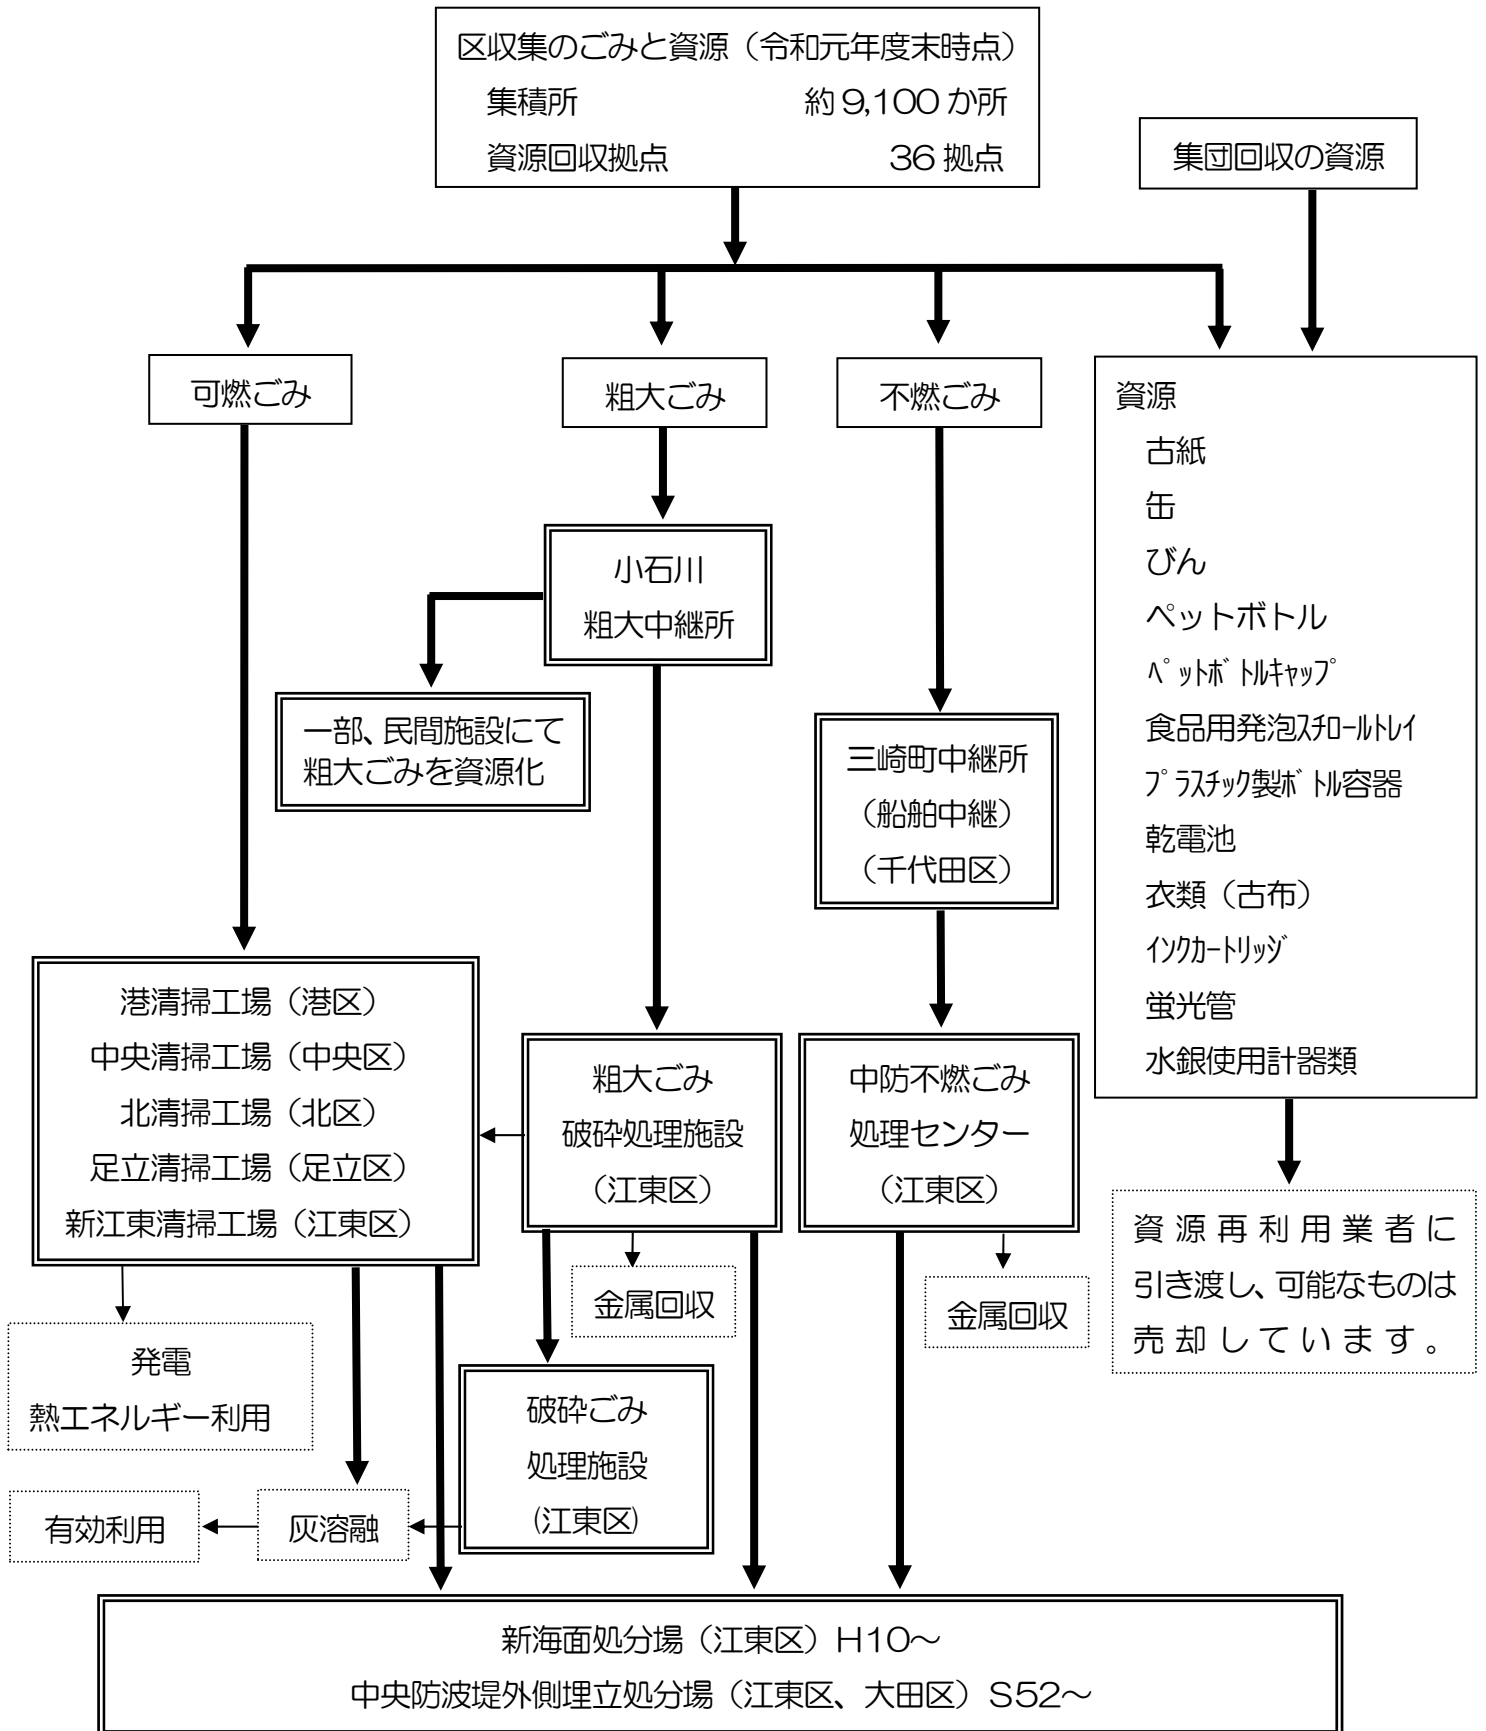 区収集のごみと資源（令和元年度末時点）
集積所 約9,100か所
資源回収拠点 36拠点
集団回収の資源
可燃ごみ
粗大ごみ
不燃ごみ
資源
古紙
缶
びん
ペットボトル
ﾍﾟｯﾄﾎﾞﾄﾙｷｬｯﾌﾟ
食品用発泡ｽﾁﾛｰﾙﾄﾚｲ
ﾌﾟﾗｽﾁｯｸ製ﾎﾞﾄﾙ容器
乾電池
衣類（古布）
ｲﾝｸｶｰﾄﾘｯｼﾞ
蛍光管
水銀使用計器類
小石川
粗大中継所
一部、民間施設にて
粗大ごみを資源化
三崎町中継所
（船舶中継）
（千代田区）
港清掃工場（港区）
中央清掃工場（中央区）
北清掃工場（北区）
足立清掃工場（足立区）
新江東清掃工場（江東区）
粗大ごみ
破砕処理施設
（江東区）
中防不燃ごみ
処理センター
（江東区）
資源再利用業者に
引き渡し、可能なものは
売却しています。
金属回収
金属回収
発電
熱エネルギー利用
破砕ごみ
処理施設
(江東区)
有効利用
灰溶融
新海面処分場（江東区）H10～
中央防波堤外側埋立処分場（江東区、大田区）S52～